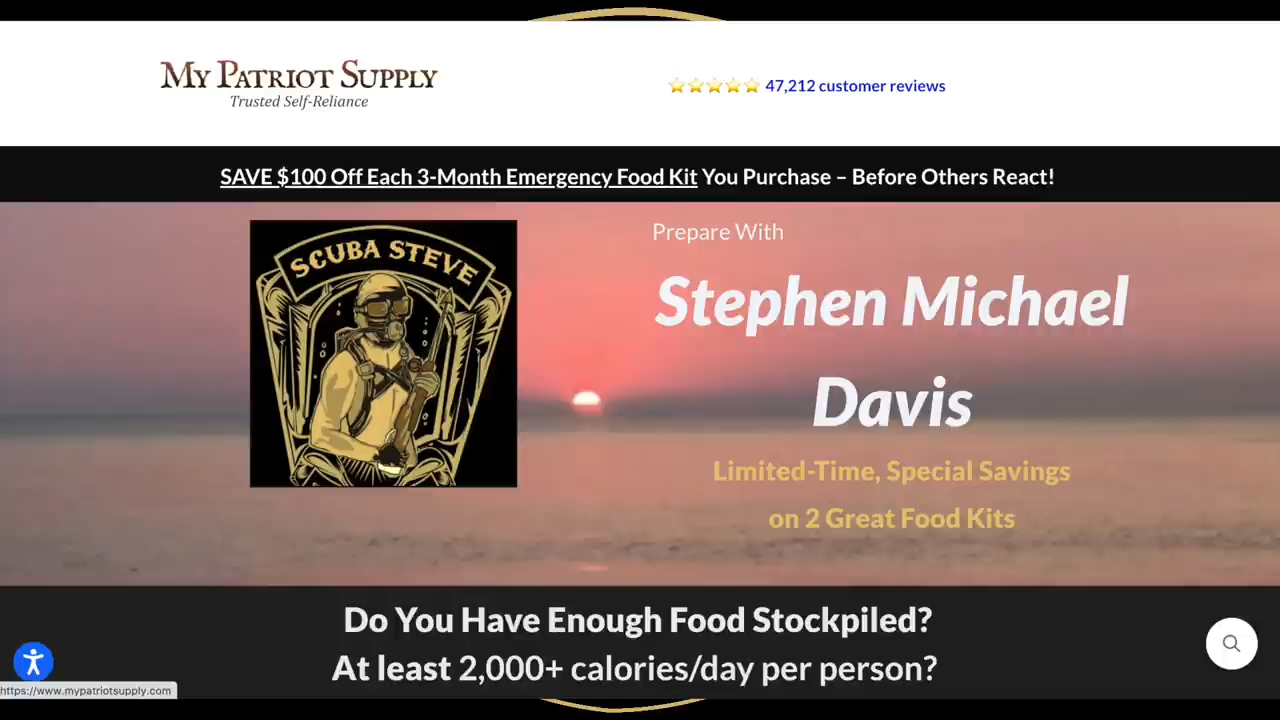 My Patriot Supply
Trusted Self-Reliance
47,212 customer reviews
SAVE $100 Off Each 3-Month Emergency Food Kit You Purchase – Before Others React!
SCUBA STEVE
Prepare With
Stephen Michael
Davis
Limited-Time, Special Savings
on 2 Great Food Kits
Do You Have Enough Food Stockpiled?
At least 2,000+ calories/day per person?
https://www.mypatriotsupply.com